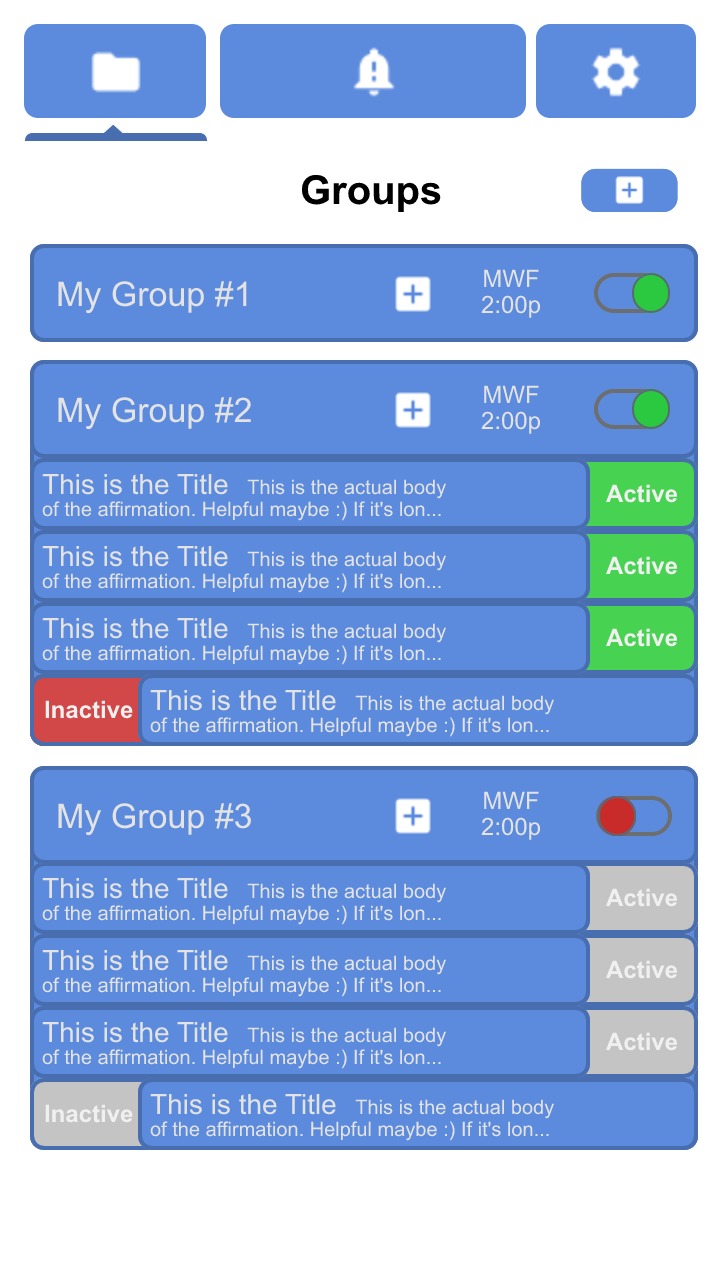 Groups
My Group #1
MWF
2:00p
My Group #2
MWF
2:00p
This is the Title This is the actual body
of the affirmation. Helpful maybe :) If it's lon...
Active
This is the Title This is the actual body
of the affirmation. Helpful maybe :) If it's lon...
Active
This is the Title This is the actual body
of the affirmation. Helpful maybe :) If it's lon...
Active
Inactive
This is the Title This is the actual body
of the affirmation. Helpful maybe :) If it's lon...
My Group #3
MWF
2:00p
This is the Title This is the actual body
of the affirmation. Helpful maybe :) If it's lon...
Active
This is the Title This is the actual body
of the affirmation. Helpful maybe :) If it's lon...
Active
This is the Title This is the actual body
of the affirmation. Helpful maybe :) If it's lon...
Active
Inactive
This is the Title This is the actual body
of the affirmation. Helpful maybe :) If it's lon...